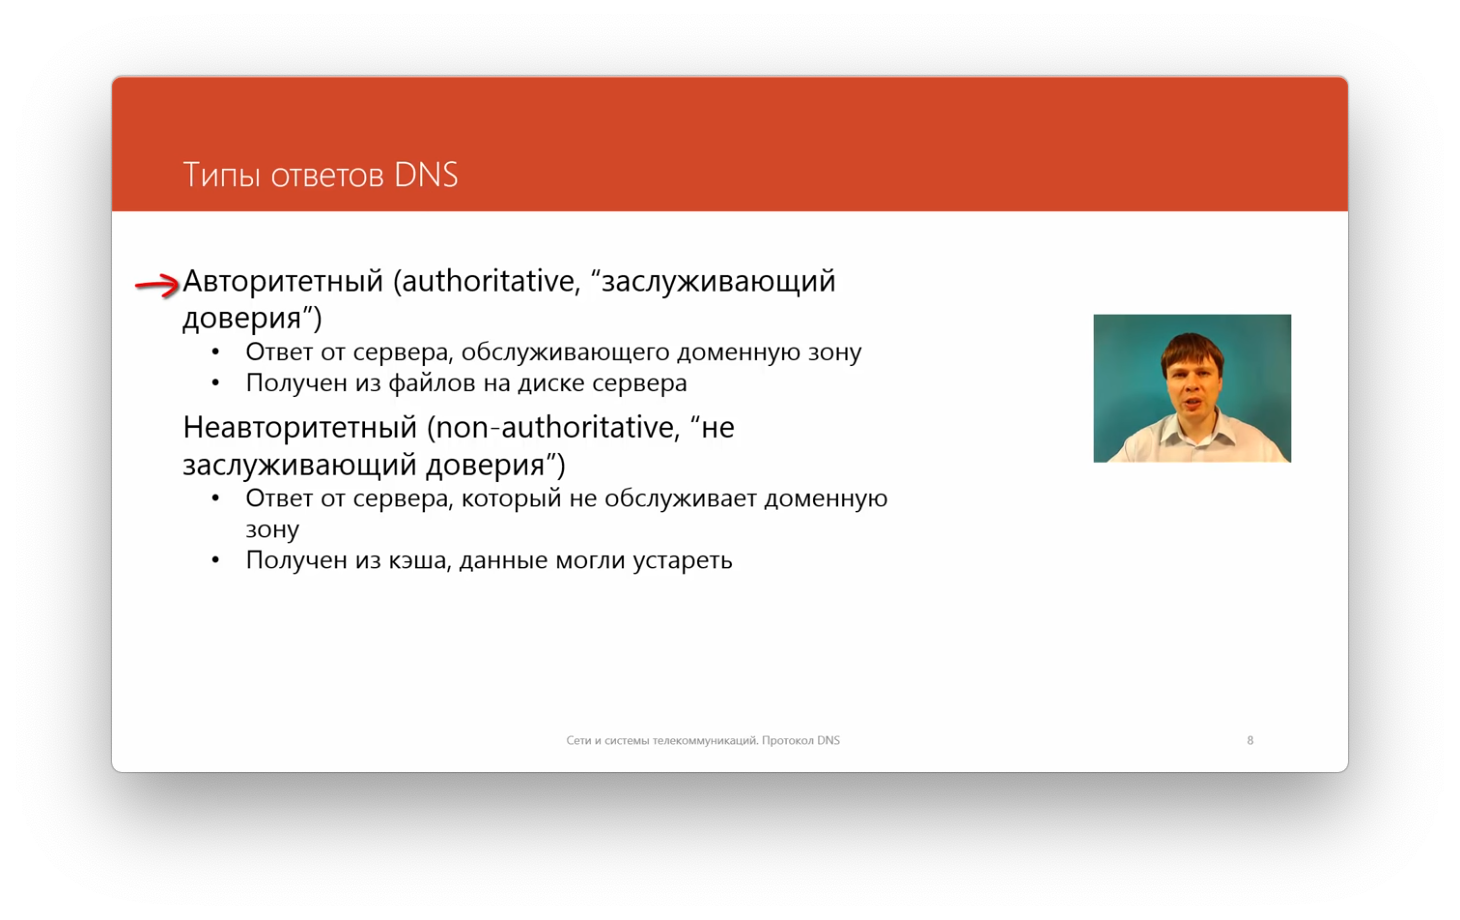 Типы ответов DNS
Авторитетный (authoritative, “заслуживающий
доверия”)
• Ответ от сервера, обслуживающего доменную зону
• Получен из файлов на диске сервера
Неавторитетный (non-authoritative, “не
заслуживающий доверия”)
• Ответ от сервера, который не обслуживает доменную
зону
• Получен из кэша, данные могли устареть
Сети и системы телекоммуникаций. Протокол DNS
8